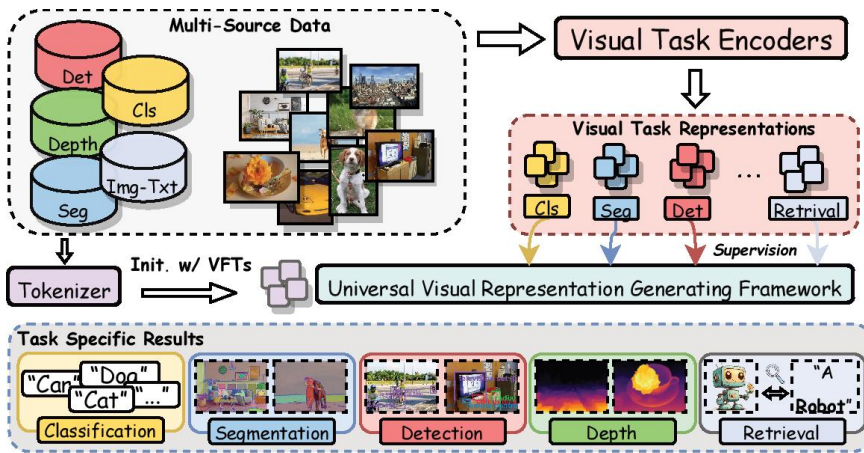 Multi-Source Data
Det
Cls
Depth
Img-Txt
Seg
Visual Task Encoders
Visual Task Representations
Cls
Seg
Det
...
Retrival
Supervision
Tokenizer
Init. w/ VFTs
Universal Visual Representation Generating Framework
Task Specific Results
"Car"
"Dog"
"Cat"
"..."
Classification
Segmentation
Detection
Depth
"A
Robot"
Retrieval